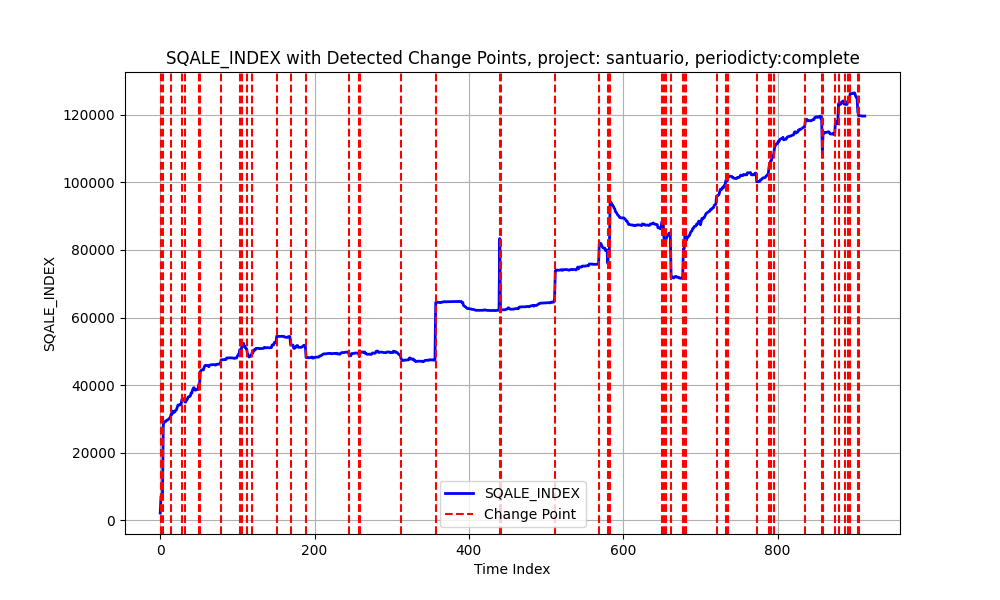 SQALE_INDEX with Detected Change Points, project: santuario, periodicty:complete
SQALE_INDEX
120000
100000
80000
60000
40000
20000
0
SQALE_INDEX
Change Point
0 200 400 600 800
Time Index